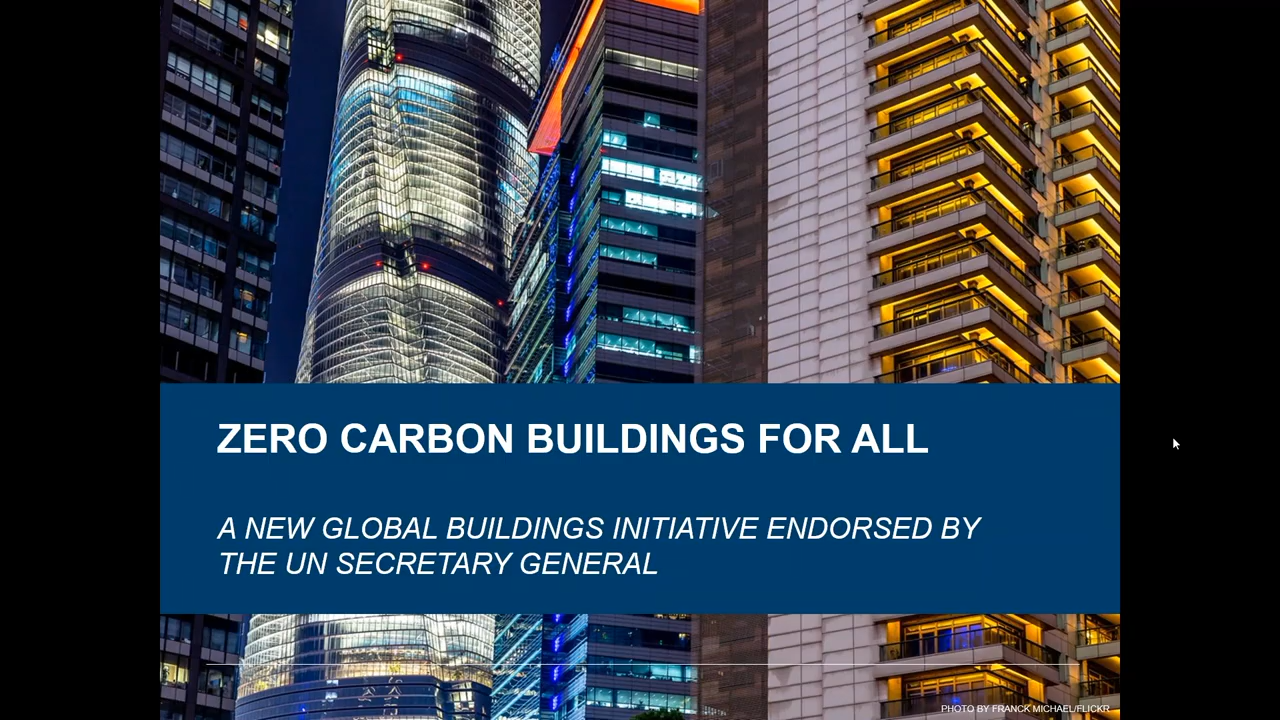 ZERO CARBON BUILDINGS FOR ALL
A NEW GLOBAL BUILDINGS INITIATIVE ENDORSED BY
THE UN SECRETARY GENERAL
PHOTO BY FRANCK MICHAEL/FLICKR